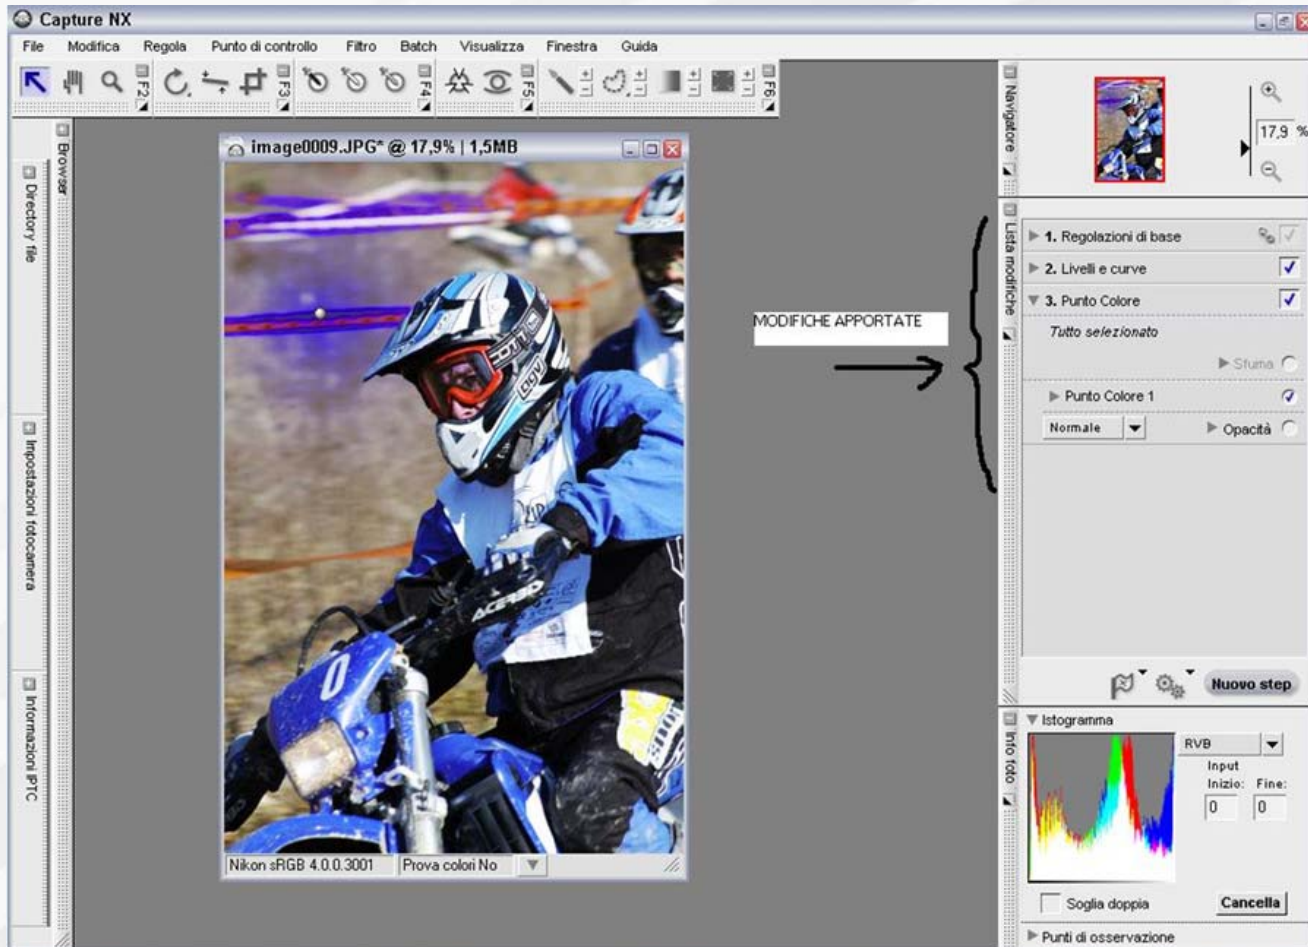 Capture NX
File Modifica Regola Punto di controllo Filtro Batch Visualizza Finestra Guida
F2 F3 F4 F5 F6
Browser
Directory file
Impostazioni fotocamera
Informazioni IPTC
image0009.JPG* @ 17,9% | 1,5MB
agv
ACERBIS
0
Nikon sRGB 4.0.0.3001 Prova colori No
MODIFICHE APPORTATE
Navigatore
17,9 %
Lista modifiche
1. Regolazioni di base
2. Livelli e curve
3. Punto Colore
Tutto selezionato
Sfuma
Punto Colore 1
Normale Opacità
Nuovo step
Info foto
Istogramma
RVB
Input
Inizio: Fine:
0 0
Soglia doppia Cancella
Punti di osservazione